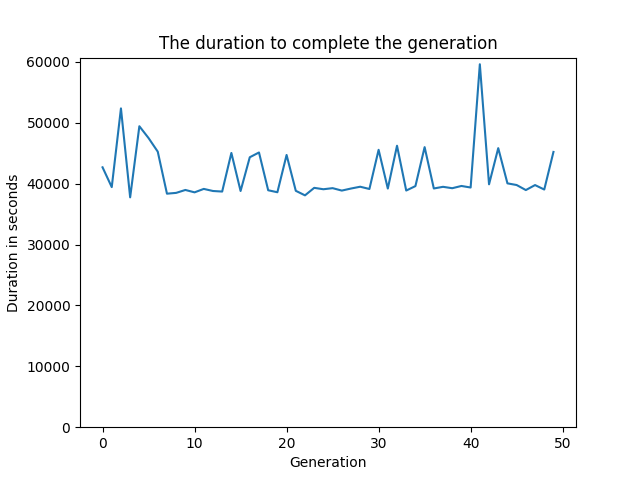 The duration to complete the generation
60000
50000
40000
30000
20000
10000
0
Duration in seconds
0 10 20 30 40 50
Generation